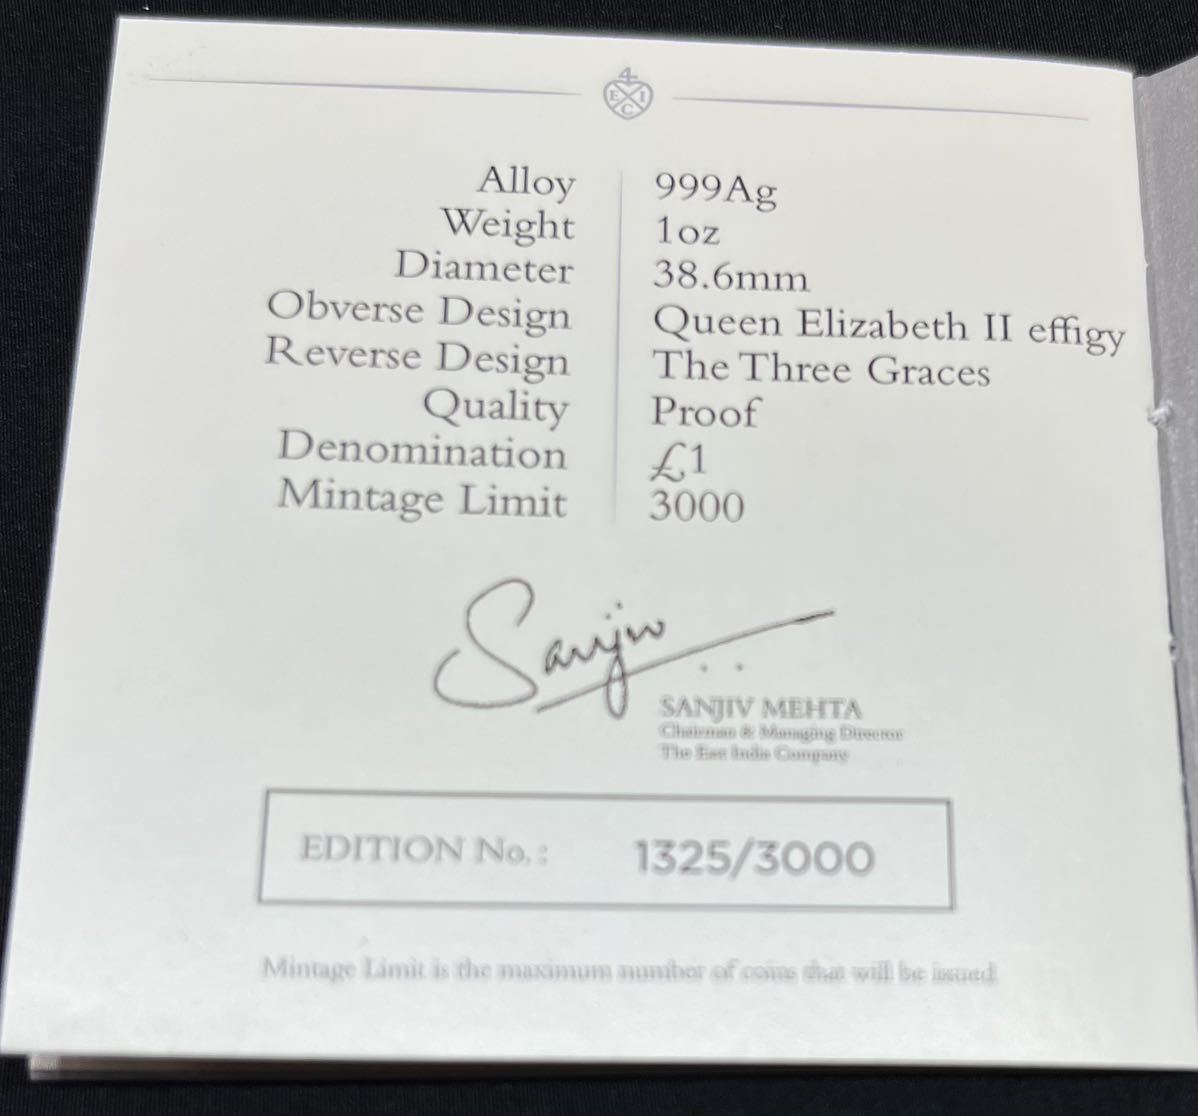 4
E I
C
Alloy 999Ag
Weight 1oz
Diameter 38.6mm
Obverse Design Queen Elizabeth II effigy
Reverse Design The Three Graces
Quality Proof
Denomination £1
Mintage Limit 3000
Sanjiv
SANJIV MEHTA
Chairman & Managing Director
The East India Company
EDITION No.: 1325/3000
Mintage Limit is the maximum number of coins that will be issued